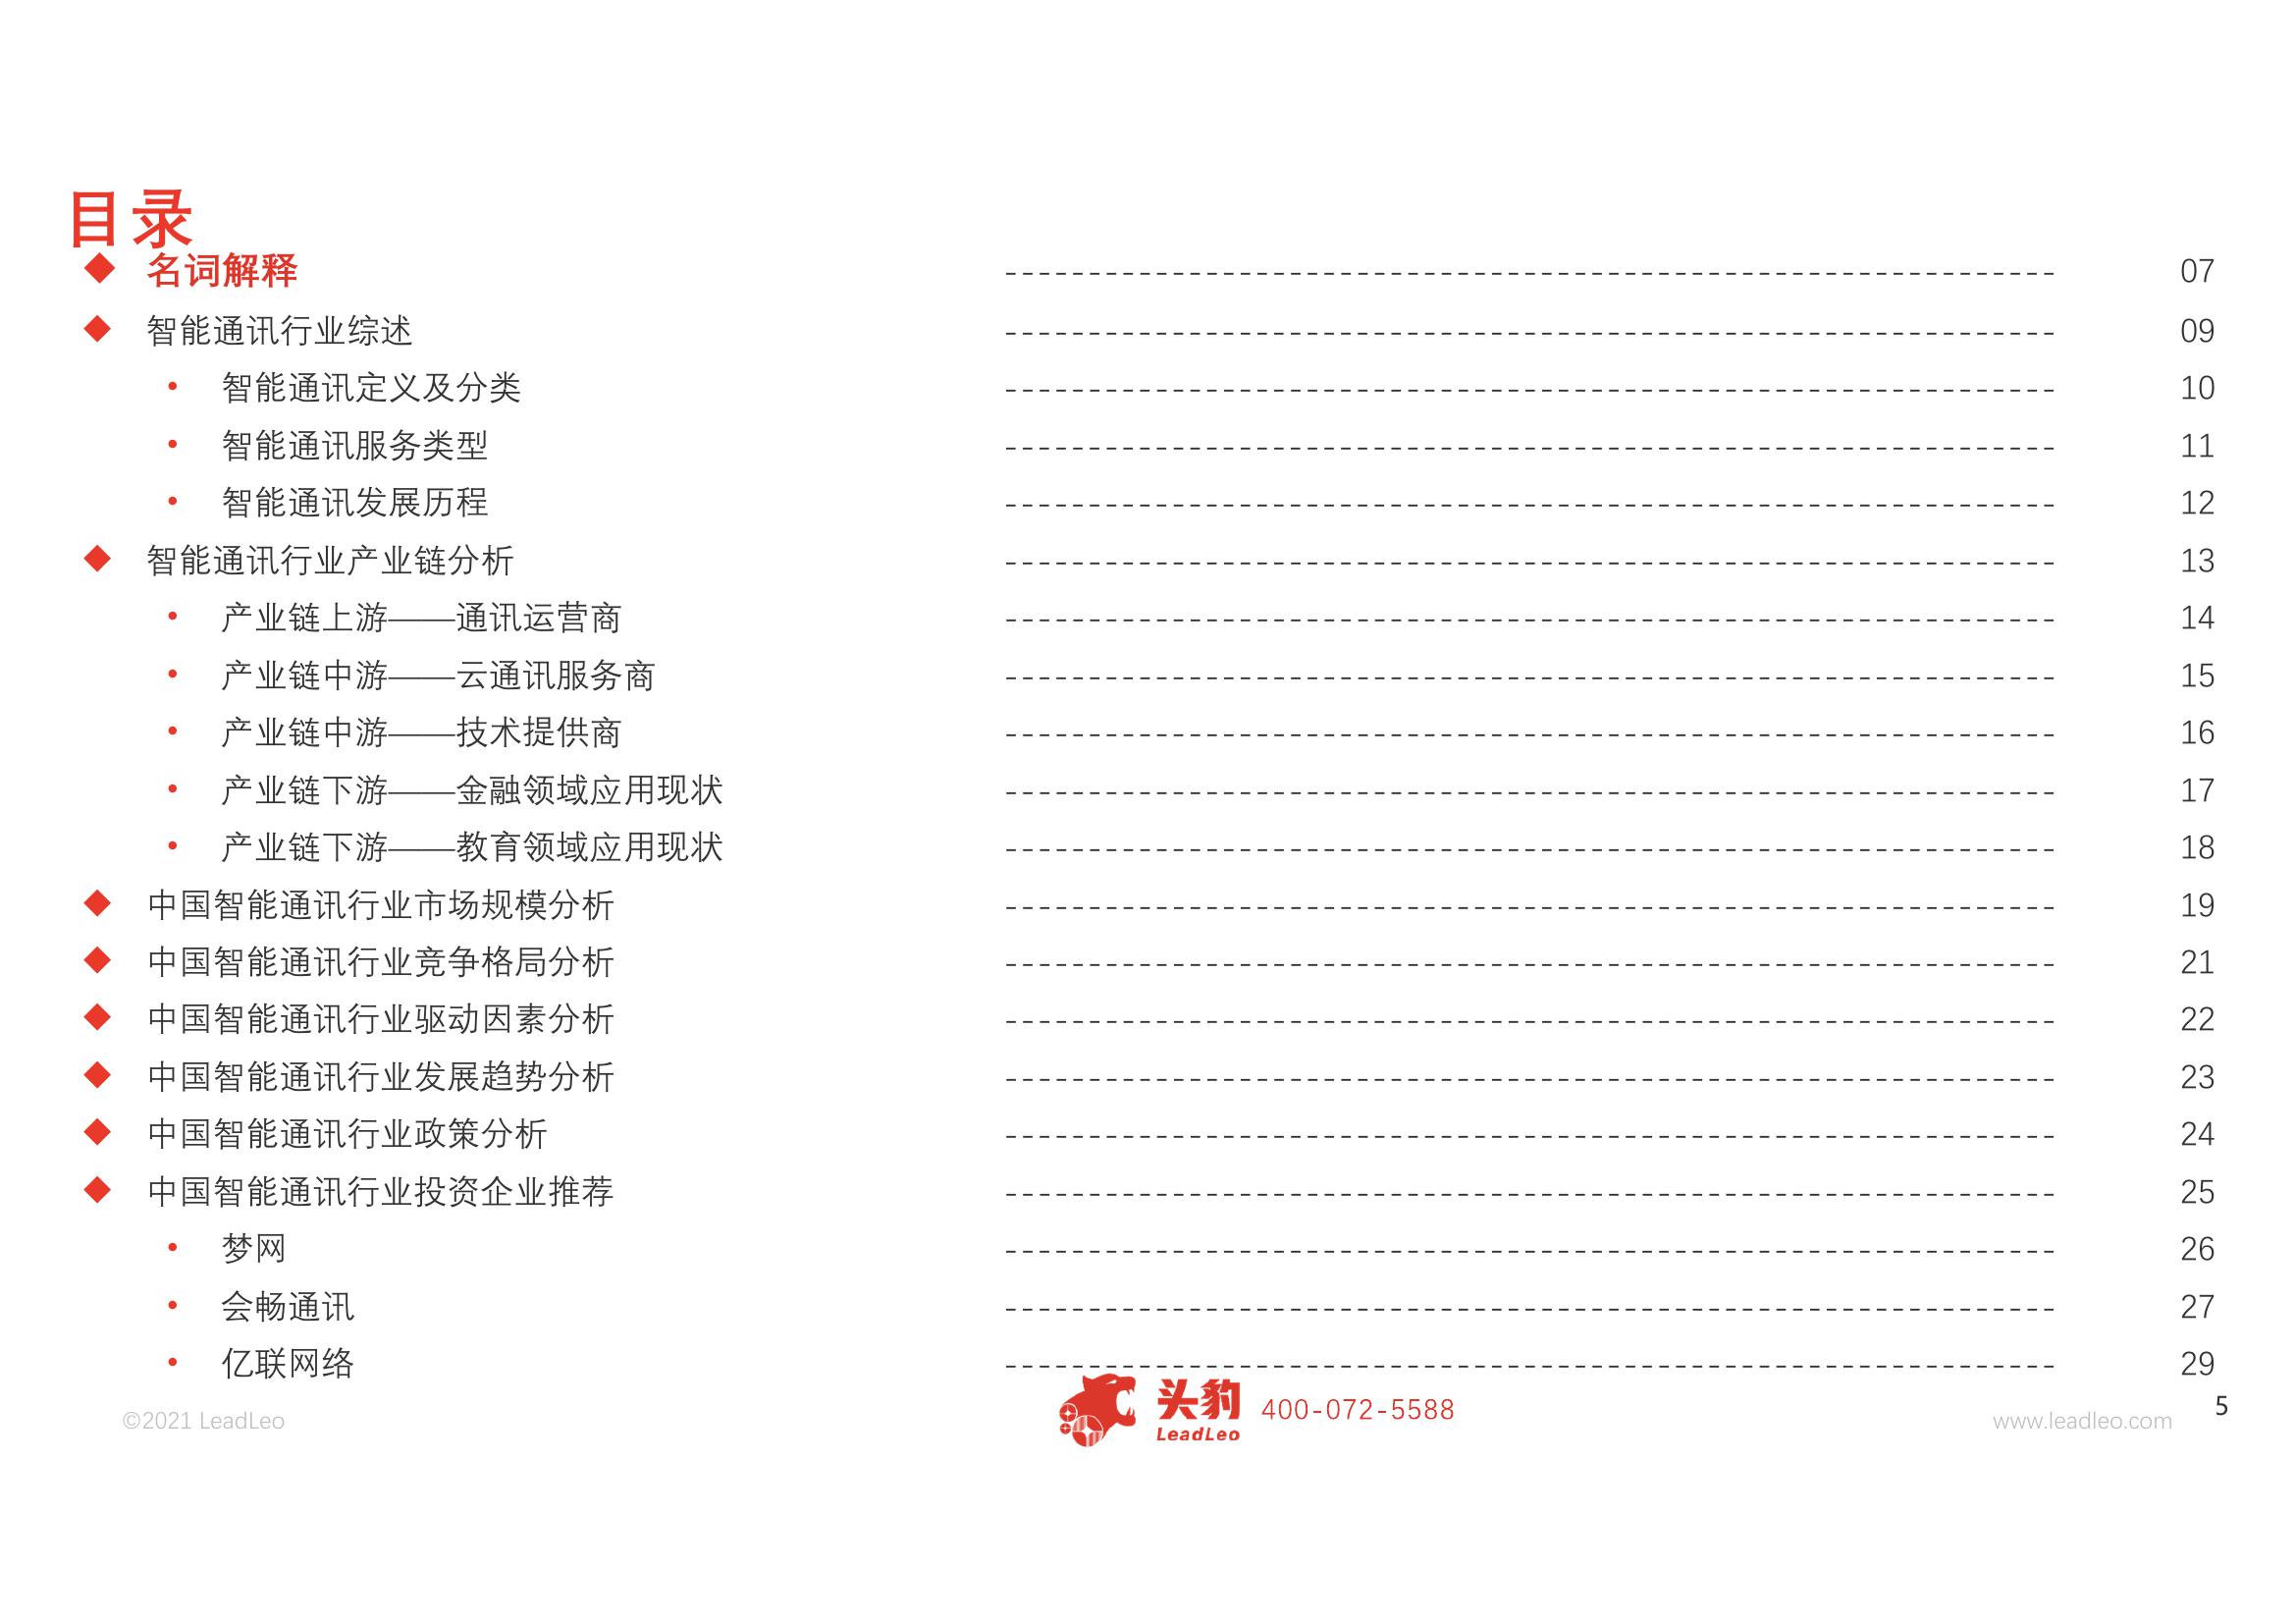 目录
名词解释 07
智能通讯行业综述 09
智能通讯定义及分类 10
智能通讯服务类型 11
智能通讯发展历程 12
智能通讯行业产业链分析 13
产业链上游——通讯运营商 14
产业链中游——云通讯服务商 15
产业链中游——技术提供商 16
产业链下游——金融领域应用现状 17
产业链下游——教育领域应用现状 18
中国智能通讯行业市场规模分析 19
中国智能通讯行业竞争格局分析 21
中国智能通讯行业驱动因素分析 22
中国智能通讯行业发展趋势分析 23
中国智能通讯行业政策分析 24
中国智能通讯行业投资企业推荐 25
梦网 26
会畅通讯 27
亿联网络 29
©2021 LeadLeo
头豹
LeadLeo
400-072-5588
www.leadleo.com
5